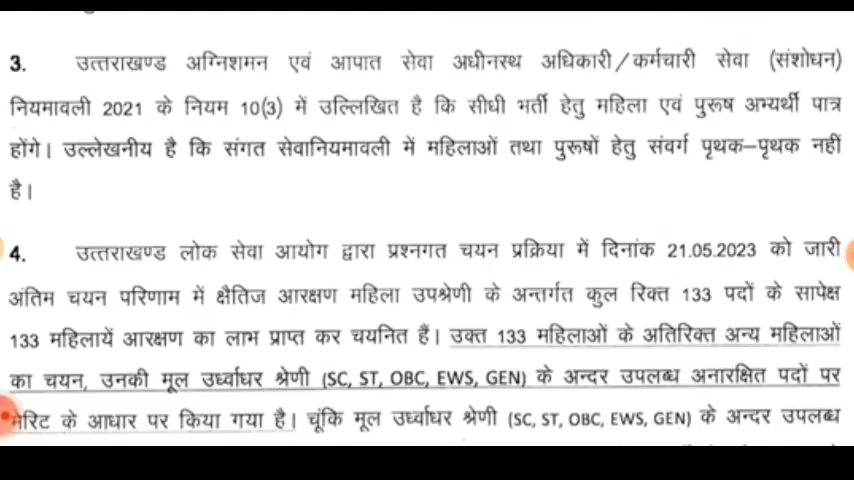 3. उत्तराखण्ड अग्निशमन एवं आपात सेवा अधीनस्थ अधिकारी/कर्मचारी सेवा (संशोधन)
नियमावली 2021 के नियम 10(3) में उल्लिखित है कि सीधी भर्ती हेतु महिला एवं पुरूष अभ्यर्थी पात्र
होंगे। उल्लेखनीय है कि संगत सेवानियमावली में महिलाओं तथा पुरूषों हेतु संवर्ग पृथक–पृथक नहीं
है।
4. उत्तराखण्ड लोक सेवा आयोग द्वारा प्रश्नगत चयन प्रक्रिया में दिनांक 21.05.2023 को जारी
अंतिम चयन परिणाम में क्षैतिज आरक्षण महिला उपश्रेणी के अन्तर्गत कुल रिक्त 133 पदों के सापेक्ष
133 महिलायें आरक्षण का लाभ प्राप्त कर चयनित हैं। उक्त 133 महिलाओं के अतिरिक्त अन्य महिलाओं
का चयन, उनकी मूल उर्ध्वाधर श्रेणी (SC, ST, OBC, EWS, GEN) के अन्दर उपलब्ध अनारक्षित पदों पर
मेरिट के आधार पर किया गया है। चूंकि मूल उर्ध्वाधर श्रेणी (SC, ST, OBC, EWS, GEN) के अन्दर उपलब्ध